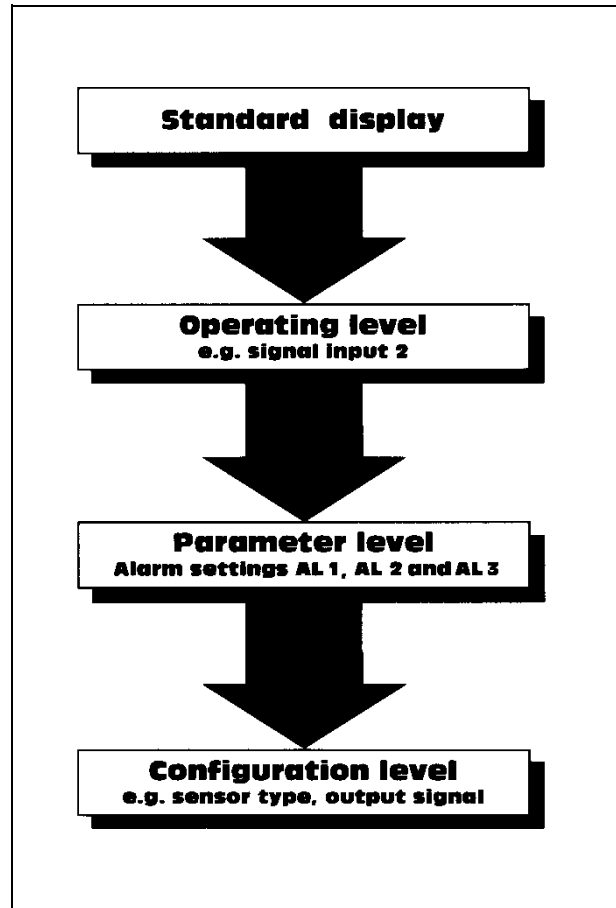 Standard display
Operating level
e.g. signal input 2
Parameter level
Alarm settings AL 1, AL 2 and AL 3
Configuration level
e.g. sensor type, output signal